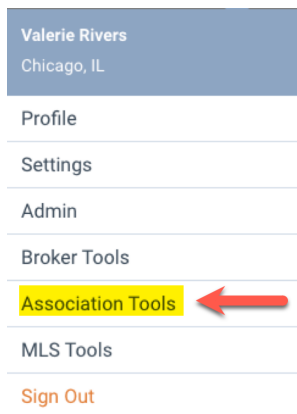 Valerie Rivers
Chicago, IL
Profile
Settings
Admin
Broker Tools
Association Tools
MLS Tools
Sign Out